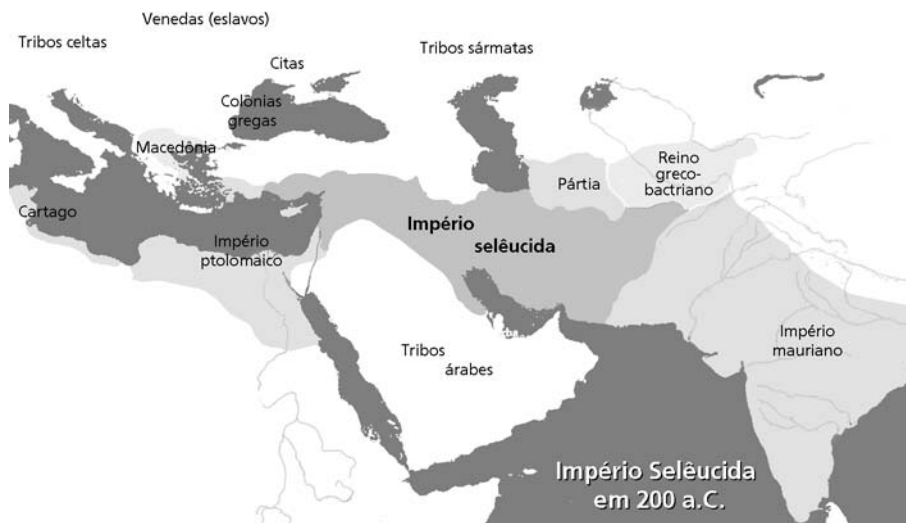 Venedas (eslavos)
Tribos celtas
Tribos sármatas
Citas
Colônias
gregas
Macedônia
Reino
greco-
bactriano
Pártia
Cartago
Império
ptolomaico
Império
selêucida
Império
mauriano
Tribos
árabes
Império Selêucida
em 200 a.C.